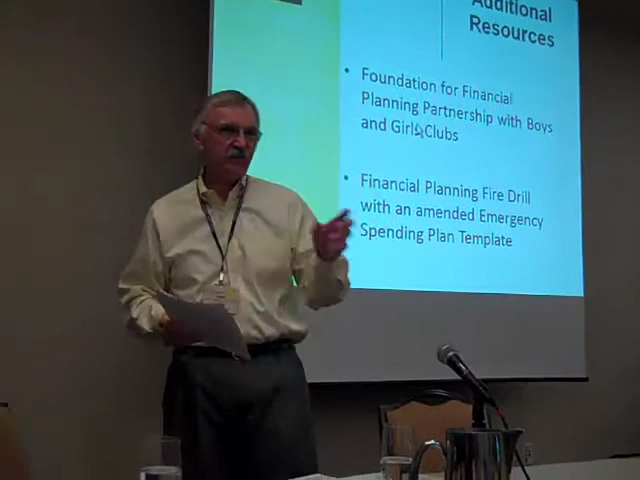 Additional
Resources
• Foundation for Financial
Planning Partnership with Boys
and Girls Clubs
• Financial Planning Fire Drill
with an amended Emergency
Spending Plan Template